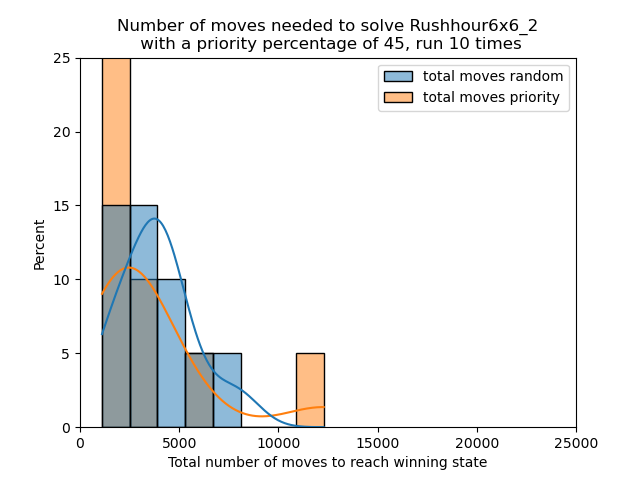 Number of moves needed to solve Rushhour6x6_2
with a priority percentage of 45, run 10 times
total moves random
total moves priority
Percent
25
20
15
10
5
0
0 5000 10000 15000 20000 25000
Total number of moves to reach winning state